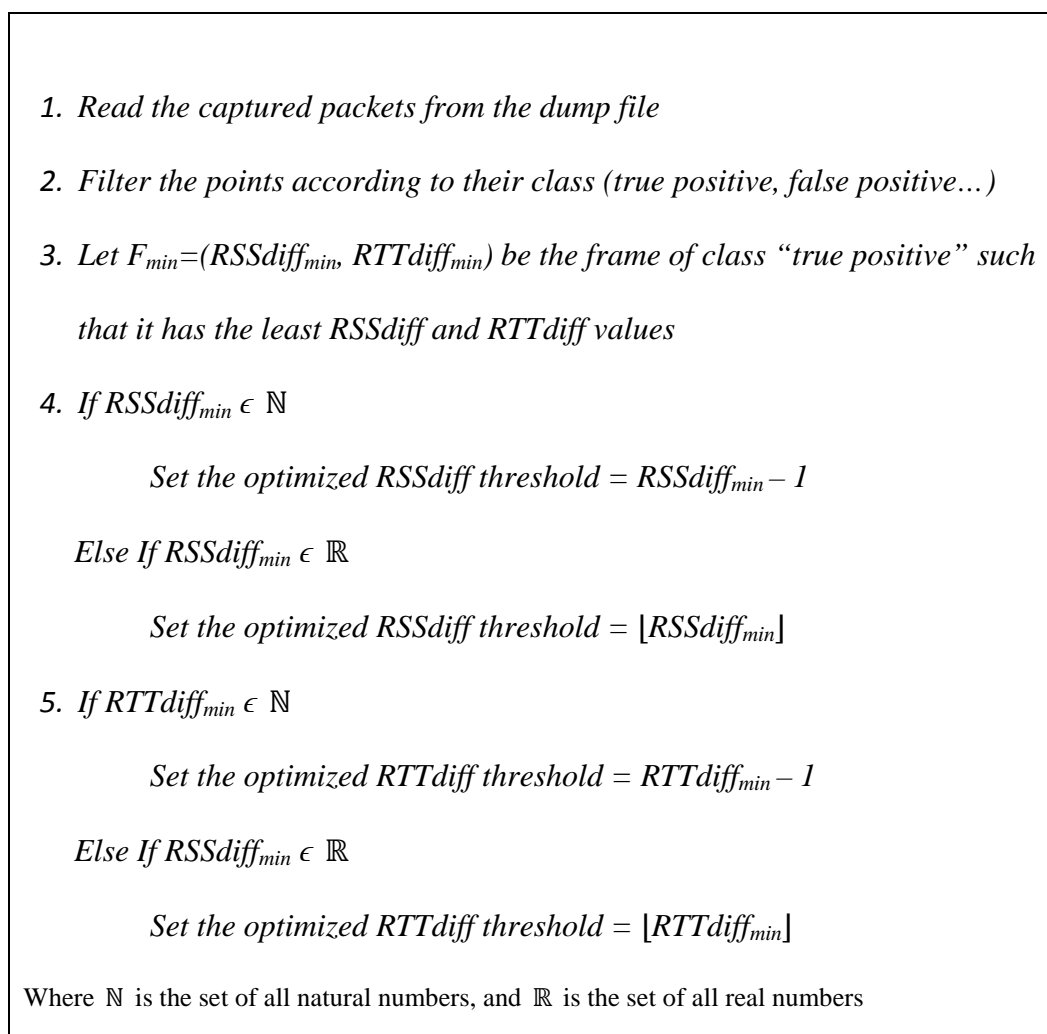 1. Read the captured packets from the dump file
2. Filter the points according to their class (true positive, false positive…)
3. Let Fmin=(RSSdiffmin, RTTdiffmin) be the frame of class “true positive” such
that it has the least RSSdiff and RTTdiff values
4. If RSSdiffmin ϵ ℕ
Set the optimized RSSdiff threshold = RSSdiffmin – 1
Else If RSSdiffmin ϵ ℝ
Set the optimized RSSdiff threshold = ⌊RSSdiffmin⌋
5. If RTTdiffmin ϵ ℕ
Set the optimized RTTdiff threshold = RTTdiffmin – 1
Else If RSSdiffmin ϵ ℝ
Set the optimized RTTdiff threshold = ⌊RTTdiffmin⌋
Where ℕ is the set of all natural numbers, and ℝ is the set of all real numbers